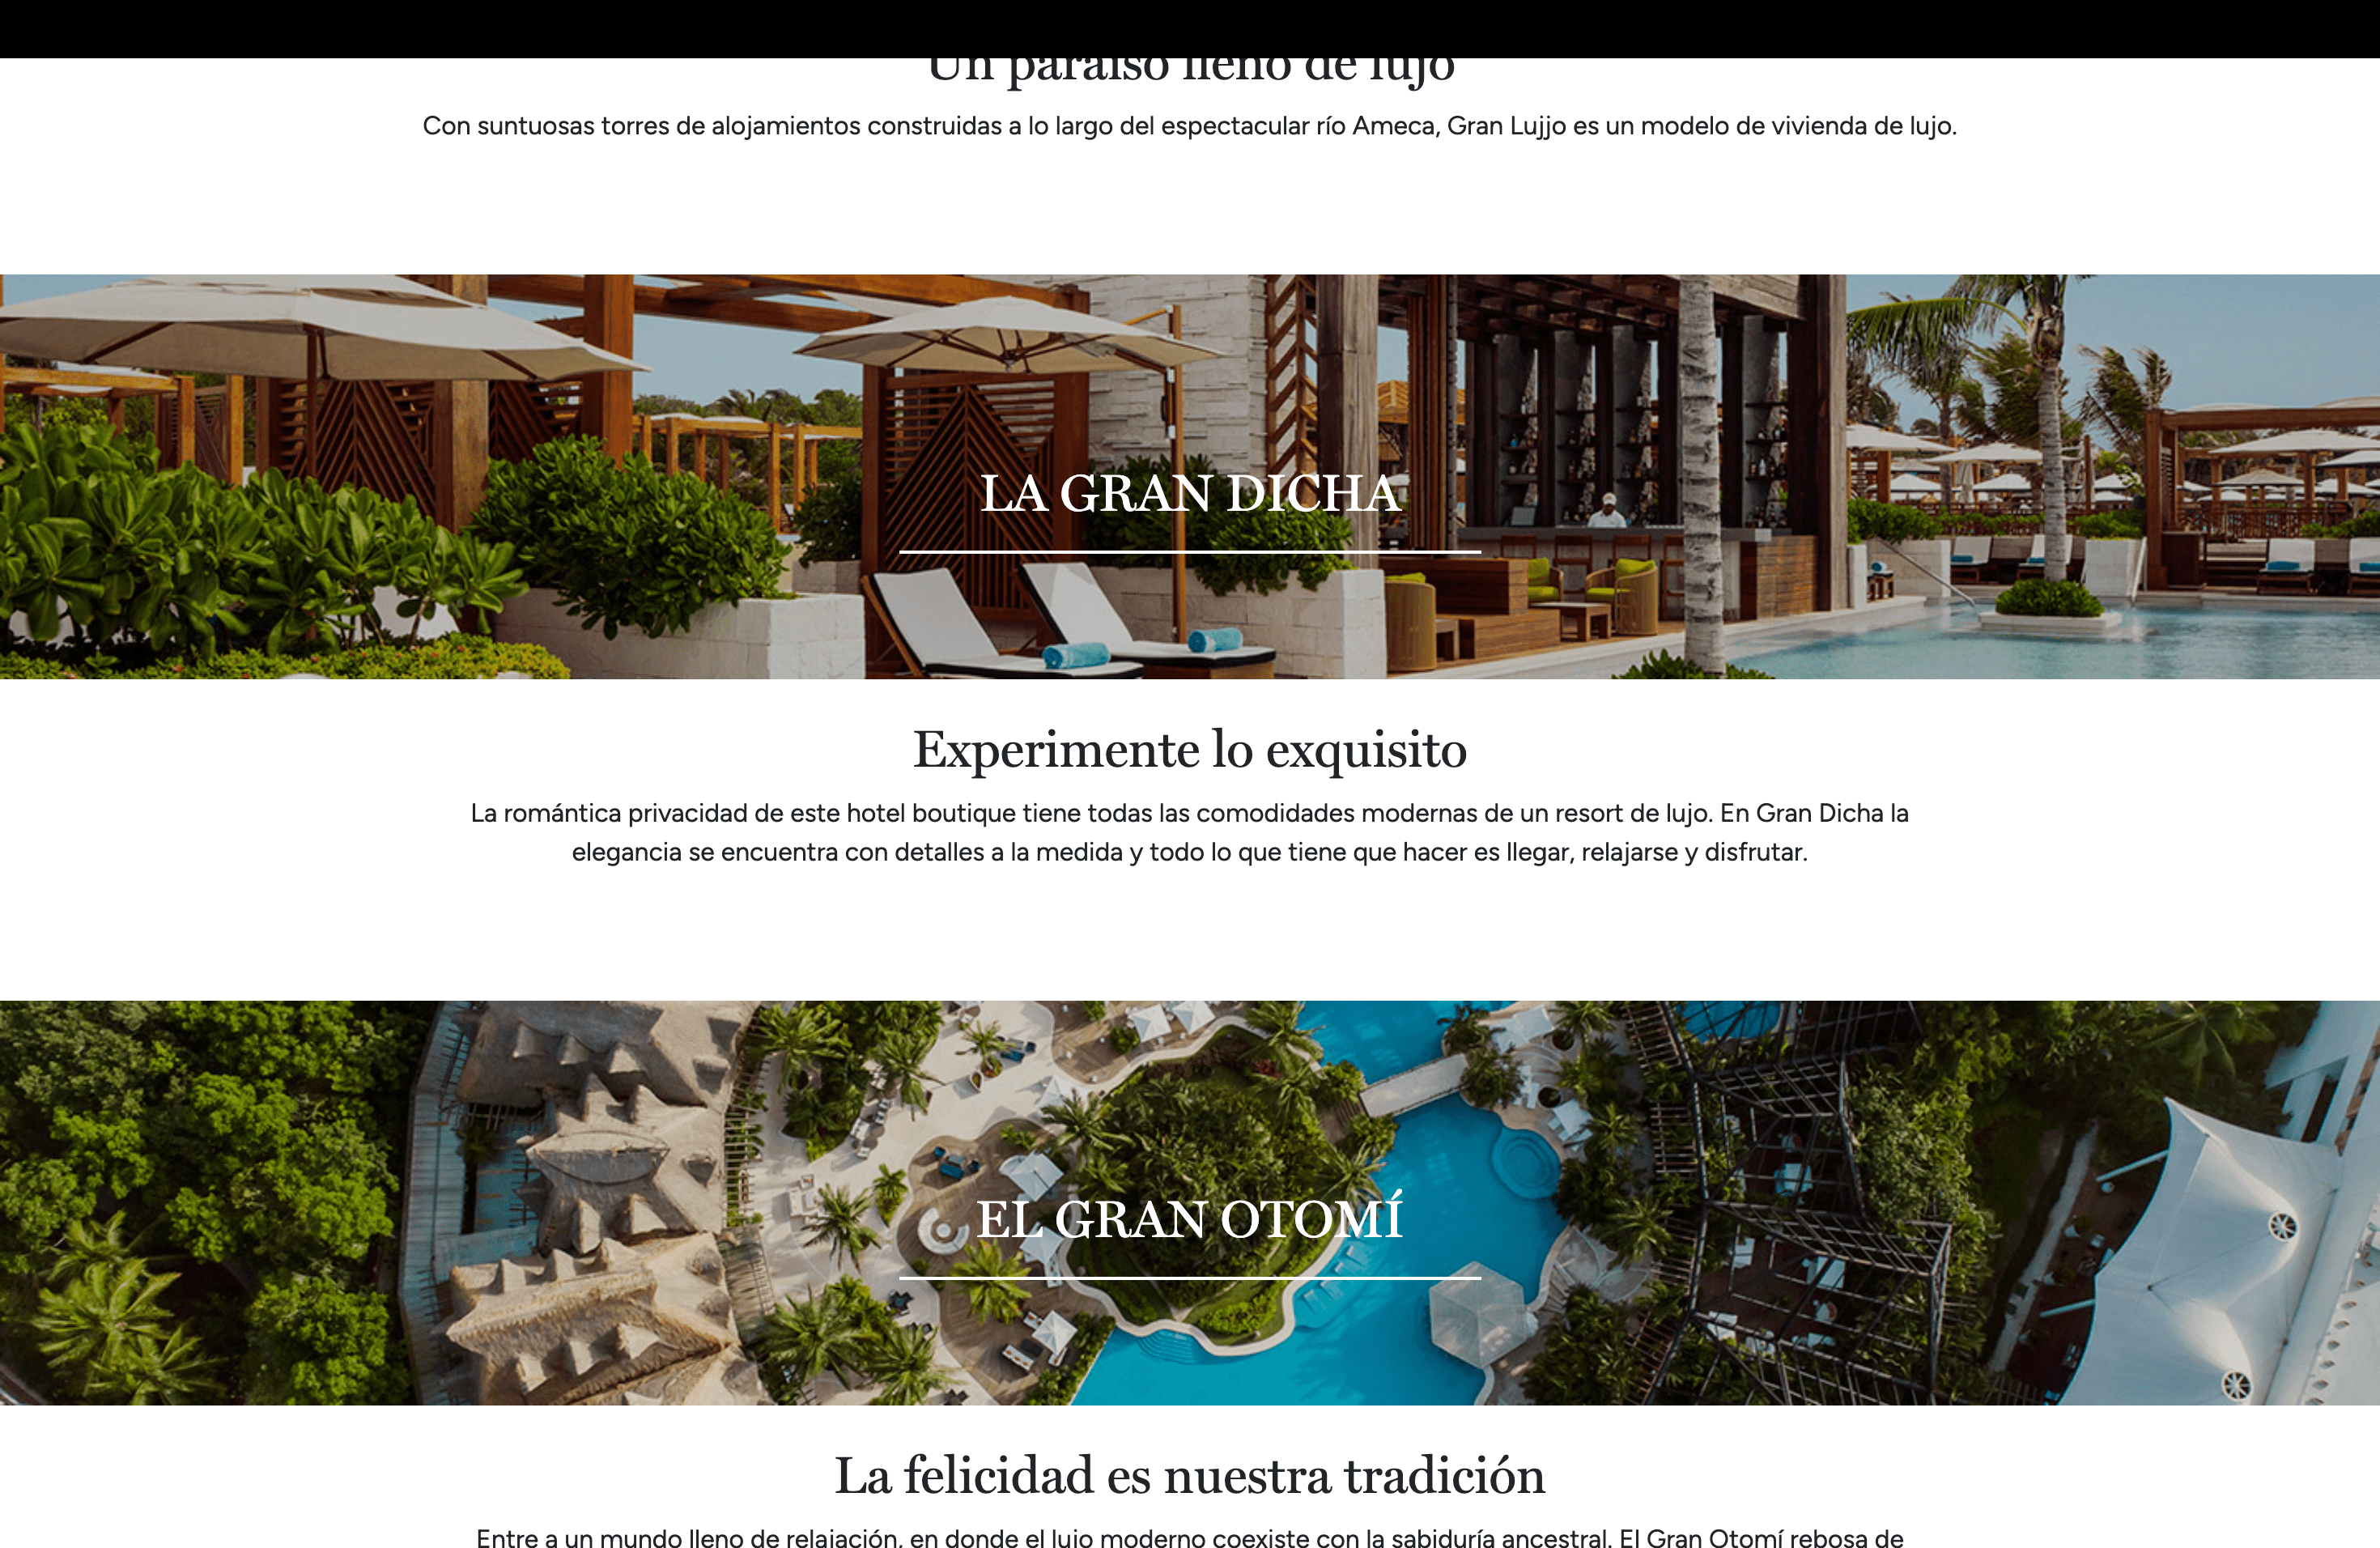 Un paraíso lleno de lujo
Con suntuosas torres de alojamientos construidas a lo largo del espectacular río Ameca, Gran Lujjo es un modelo de vivienda de lujo.
LA GRAN DICHA
Experimente lo exquisito
La romántica privacidad de este hotel boutique tiene todas las comodidades modernas de un resort de lujo. En Gran Dicha la
elegancia se encuentra con detalles a la medida y todo lo que tiene que hacer es llegar, relajarse y disfrutar.
EL GRAN OTOMÍ
La felicidad es nuestra tradición
Entre a un mundo lleno de relajación, en donde el lujo moderno coexiste con la sabiduría ancestral. El Gran Otomí rebosa de